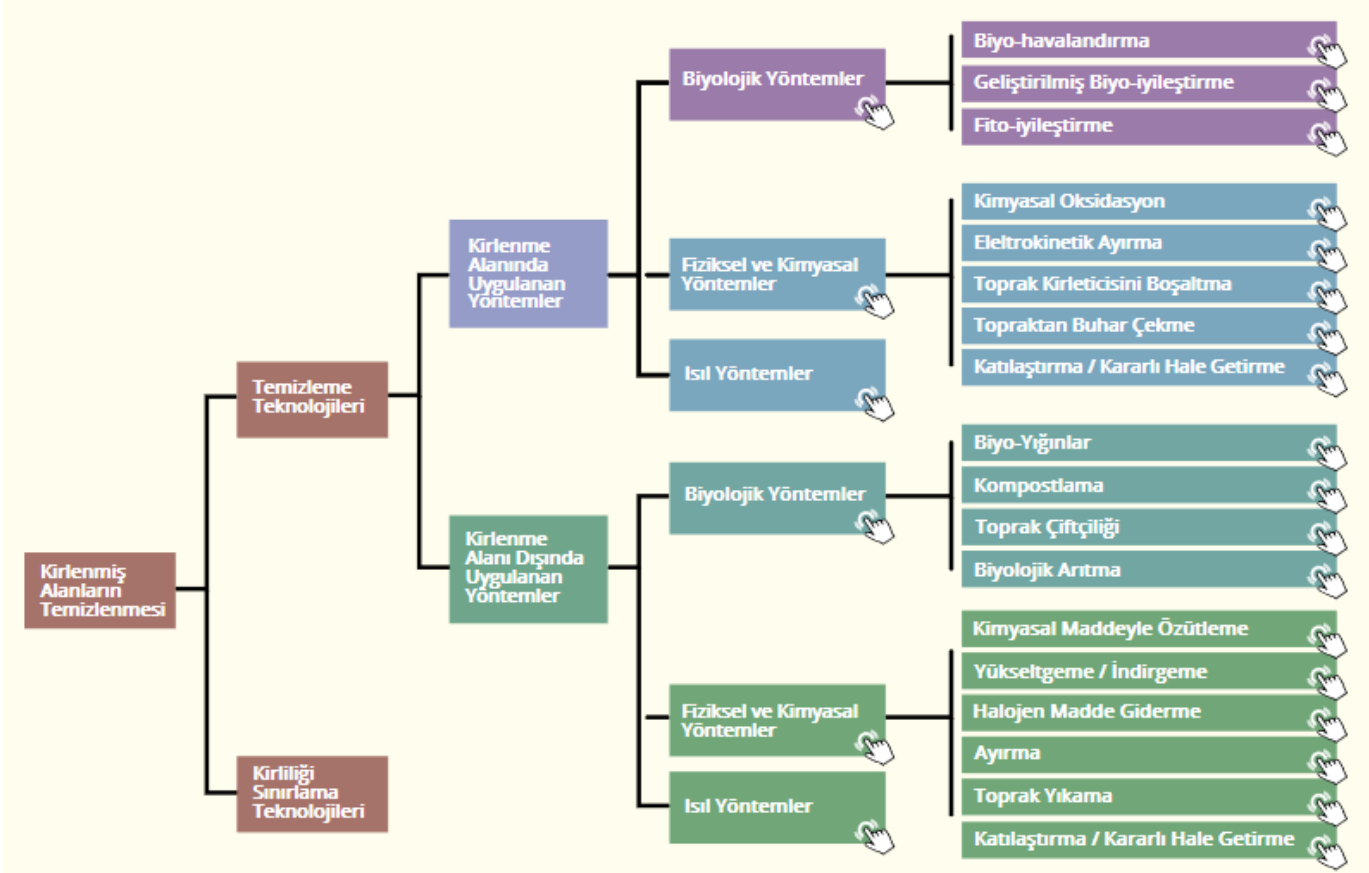 Kirlenmiş
Alanların
Temizlenmesi
Temizleme
Teknolojileri
Kirliliği
Sınırlama
Teknolojileri
Kirlenme
Alanında
Uygulanan
Yöntemler
Kirlenme
Alanı Dışında
Uygulanan
Yöntemler
Biyolojik Yöntemler
Biyo-havalandırma
Geliştirilmiş Biyo-iyileştirme
Fito-iyileştirme
Fiziksel ve Kimyasal
Yöntemler
Kimyasal Oksidasyon
Eleltrokinetik Ayırma
Toprak Kirleticisini Boşaltma
Topraktan Buhar Çekme
Katılaştırma / Kararlı Hale Getirme
Isıl Yöntemler
Biyolojik Yöntemler
Biyo-Yığınlar
Kompostlama
Toprak Çiftçiliği
Biyolojik Arıtma
Fiziksel ve Kimyasal
Yöntemler
Kimyasal Maddeyle Özütleme
Yükseltgeme / İndirgeme
Halojen Madde Giderme
Ayırma
Toprak Yıkama
Katılaştırma / Kararlı Hale Getirme
Isıl Yöntemler